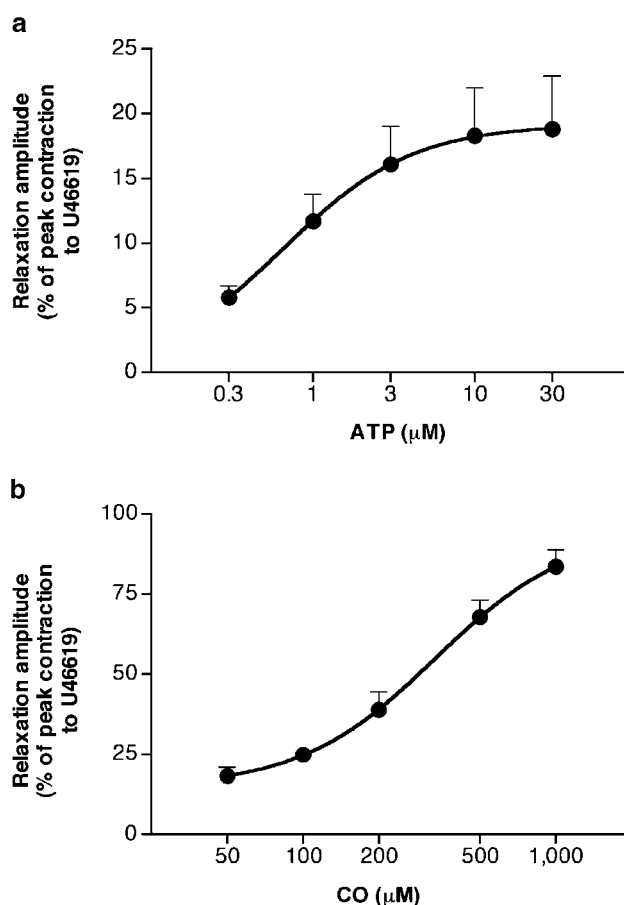 a
Relaxation amplitude
(% of peak contraction
to U46619)
25
20
15
10
5
0
0.3 1 3 10 30
ATP (μM)
b
Relaxation amplitude
(% of peak contraction
to U46619)
100
75
50
25
0
50 100 200 500 1,000
CO (μM)